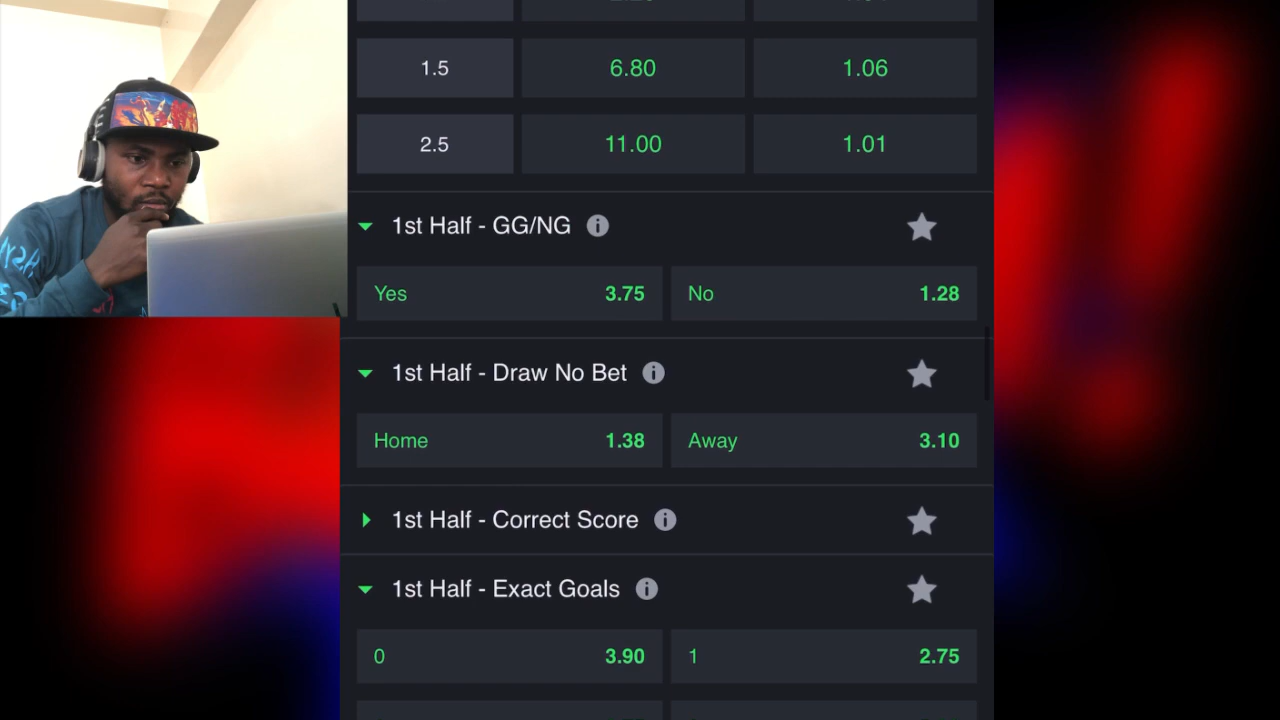 1.5 6.80 1.06
2.5 11.00 1.01
1st Half - GG/NG
Yes 3.75 No 1.28
1st Half - Draw No Bet
Home 1.38 Away 3.10
1st Half - Correct Score
1st Half - Exact Goals
0 3.90 1 2.75